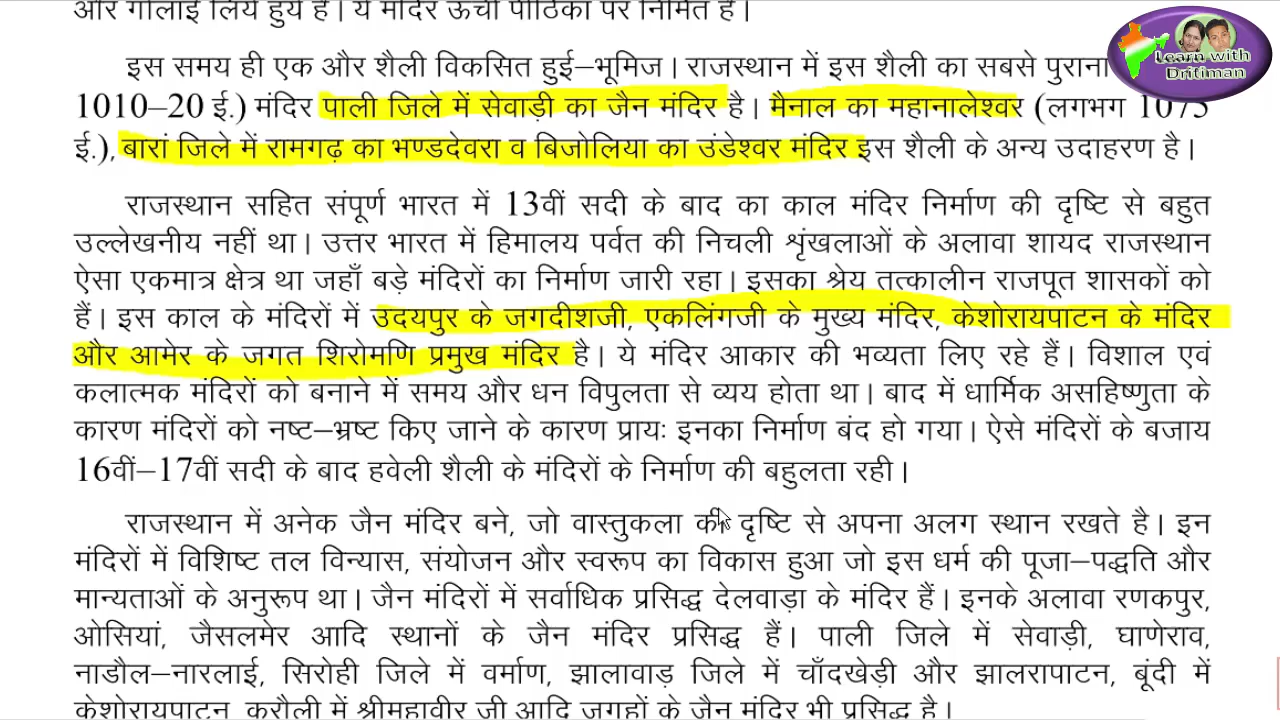 और गोलाई लिये हुये है। ये मंदिर ऊँची पीठिका पर निर्मित है।
Learn with
Dritiman
इस समय ही एक और शैली विकसित हुई–भूमिज। राजस्थान में इस शैली का सबसे पुराना
1010–20 ई.) मंदिर पाली जिले में सेवाड़ी का जैन मंदिर है। मैनाल का महानालेश्वर (लगभग 1075
ई.), बारां जिले में रामगढ़ का भण्डदेवरा व बिजोलिया का उंडेश्वर मंदिर इस शैली के अन्य उदाहरण है।
राजस्थान सहित संपूर्ण भारत में 13वीं सदी के बाद का काल मंदिर निर्माण की दृष्टि से बहुत
उल्लेखनीय नहीं था। उत्तर भारत में हिमालय पर्वत की निचली शृंखलाओं के अलावा शायद राजस्थान
ऐसा एकमात्र क्षेत्र था जहाँ बड़े मंदिरों का निर्माण जारी रहा। इसका श्रेय तत्कालीन राजपूत शासकों को
हैं। इस काल के मंदिरों में उदयपुर के जगदीशजी, एकलिंगजी के मुख्य मंदिर, केशोरायपाटन के मंदिर
और आमेर के जगत शिरोमणि प्रमुख मंदिर है। ये मंदिर आकार की भव्यता लिए रहे हैं। विशाल एवं
कलात्मक मंदिरों को बनाने में समय और धन विपुलता से व्यय होता था। बाद में धार्मिक असहिष्णुता के
कारण मंदिरों को नष्ट–भ्रष्ट किए जाने के कारण प्रायः इनका निर्माण बंद हो गया। ऐसे मंदिरों के बजाय
16वीं–17वीं सदी के बाद हवेली शैली के मंदिरों के निर्माण की बहुलता रही।
राजस्थान में अनेक जैन मंदिर बने, जो वास्तुकला की दृष्टि से अपना अलग स्थान रखते है। इन
मंदिरों में विशिष्ट तल विन्यास, संयोजन और स्वरूप का विकास हुआ जो इस धर्म की पूजा–पद्धति और
मान्यताओं के अनुरूप था। जैन मंदिरों में सर्वाधिक प्रसिद्ध देलवाड़ा के मंदिर हैं। इनके अलावा रणकपुर,
ओसियां, जैसलमेर आदि स्थानों के जैन मंदिर प्रसिद्ध हैं। पाली जिले में सेवाड़ी, घाणेराव,
नाडौल–नारलाई, सिरोही जिले में वर्माण, झालावाड़ जिले में चाँदखेड़ी और झालरापाटन, बूंदी में
केशोरायपाटन, करौली में श्रीमहावीर जी आदि जगहों के जैन मंदिर भी प्रसिद्ध है।